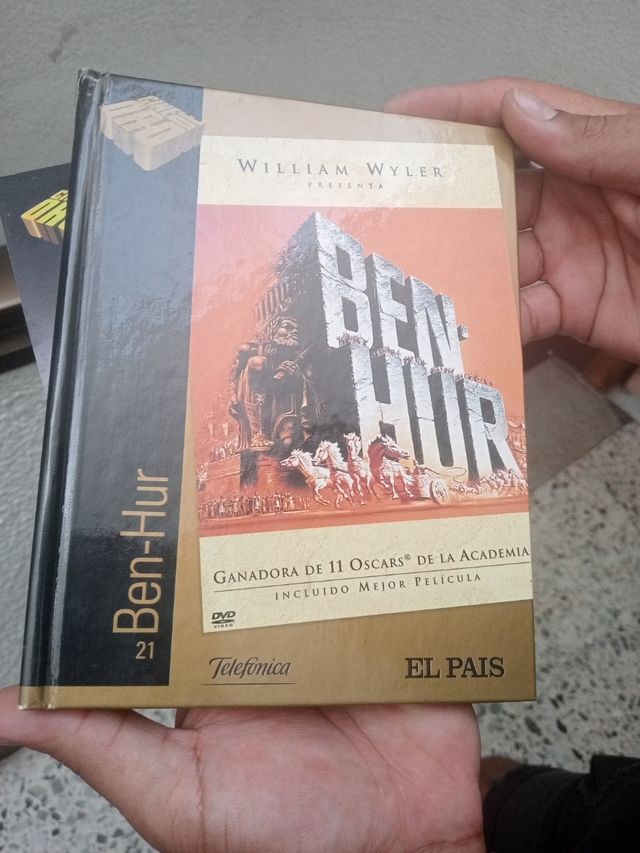 WILLIAM WYLER
PRESENTA
BEN-
HUR
GANADORA DE 11 OSCARS® DE LA ACADEMIA
INCLUIDO MEJOR PELÍCULA
DVD
VIDEO
Ben-Hur
21
Telefónica
EL PAIS